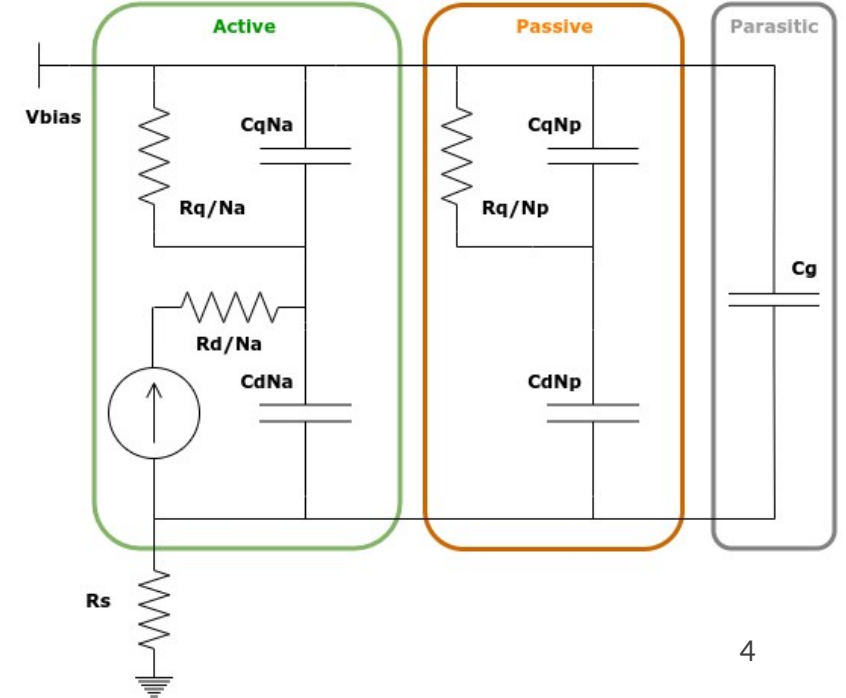 Active
Passive
Parasitic
Vbias
CqNa
CqNp
Rq/Na
Rq/Np
Cg
Rd/Na
CdNa
CdNp
Rs
4